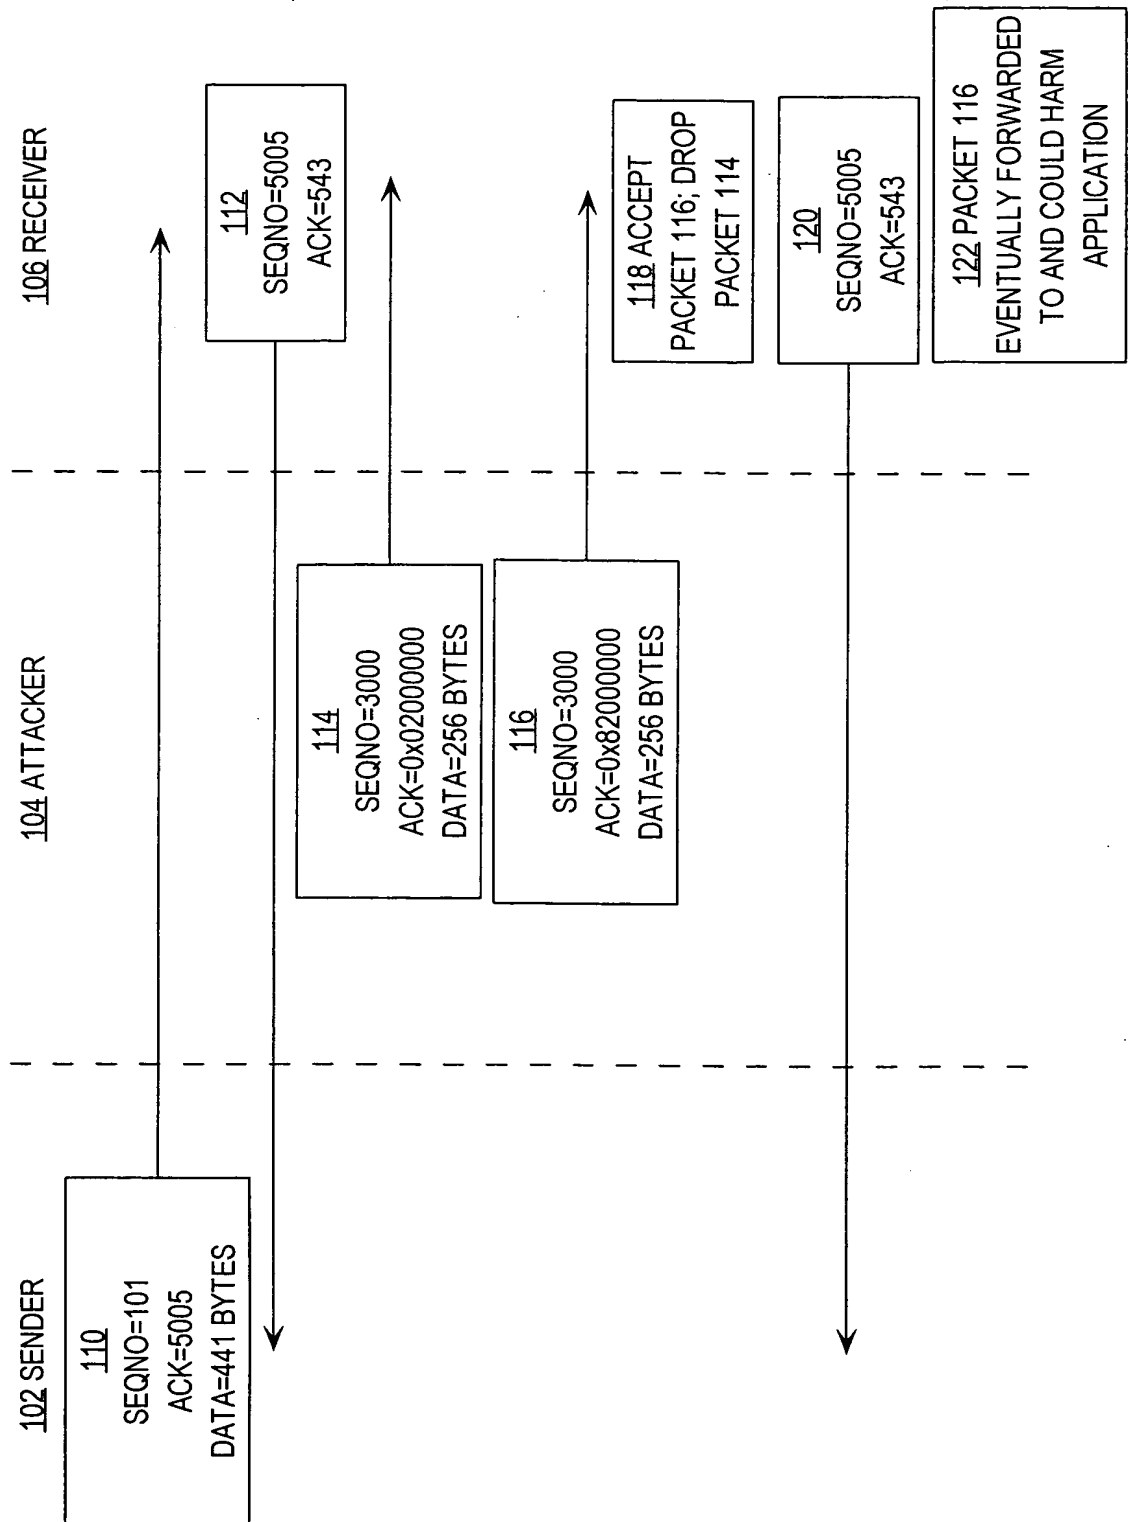 102 SENDER
104 ATTACKER
106 RECEIVER
110
SEQNO=101
ACK=5005
DATA=441 BYTES
112
SEQNO=5005
ACK=543
114
SEQNO=3000
ACK=0x02000000
DATA=256 BYTES
116
SEQNO=3000
ACK=0x82000000
DATA=256 BYTES
118 ACCEPT
PACKET 116; DROP
PACKET 114
120
SEQNO=5005
ACK=543
122 PACKET 116
EVENTUALLY FORWARDED
TO AND COULD HARM
APPLICATION